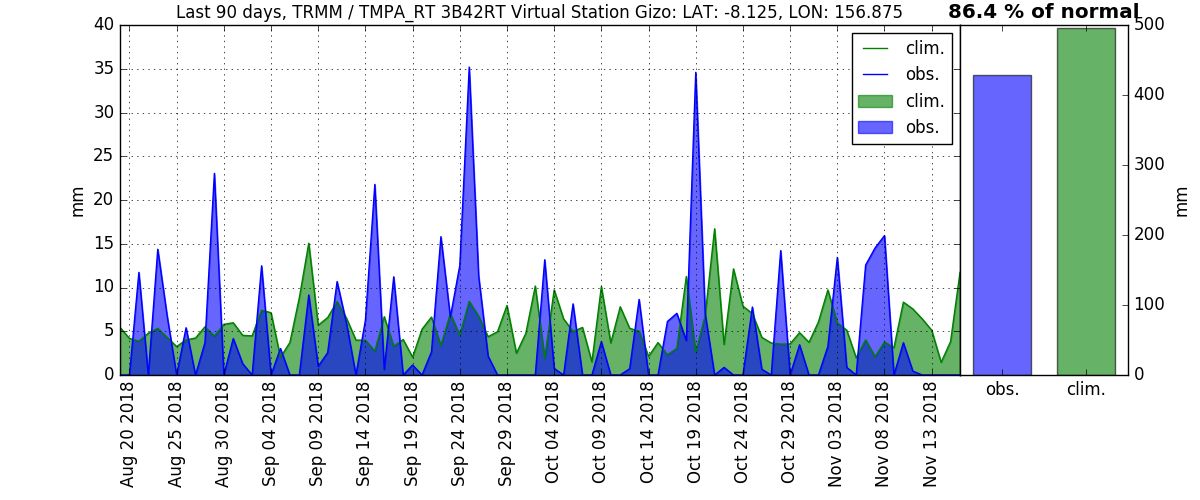 Last 90 days, TRMM / TMPA_RT 3B42RT Virtual Station Gizo: LAT: -8.125, LON: 156.875
86.4 % of normal
40
35
30
25
20
15
10
5
0
mm
clim.
obs.
clim.
obs.
500
400
300
200
100
0
mm
obs.
clim.
Aug 20 2018
Aug 25 2018
Aug 30 2018
Sep 04 2018
Sep 09 2018
Sep 14 2018
Sep 19 2018
Sep 24 2018
Sep 29 2018
Oct 04 2018
Oct 09 2018
Oct 14 2018
Oct 19 2018
Oct 24 2018
Oct 29 2018
Nov 03 2018
Nov 08 2018
Nov 13 2018